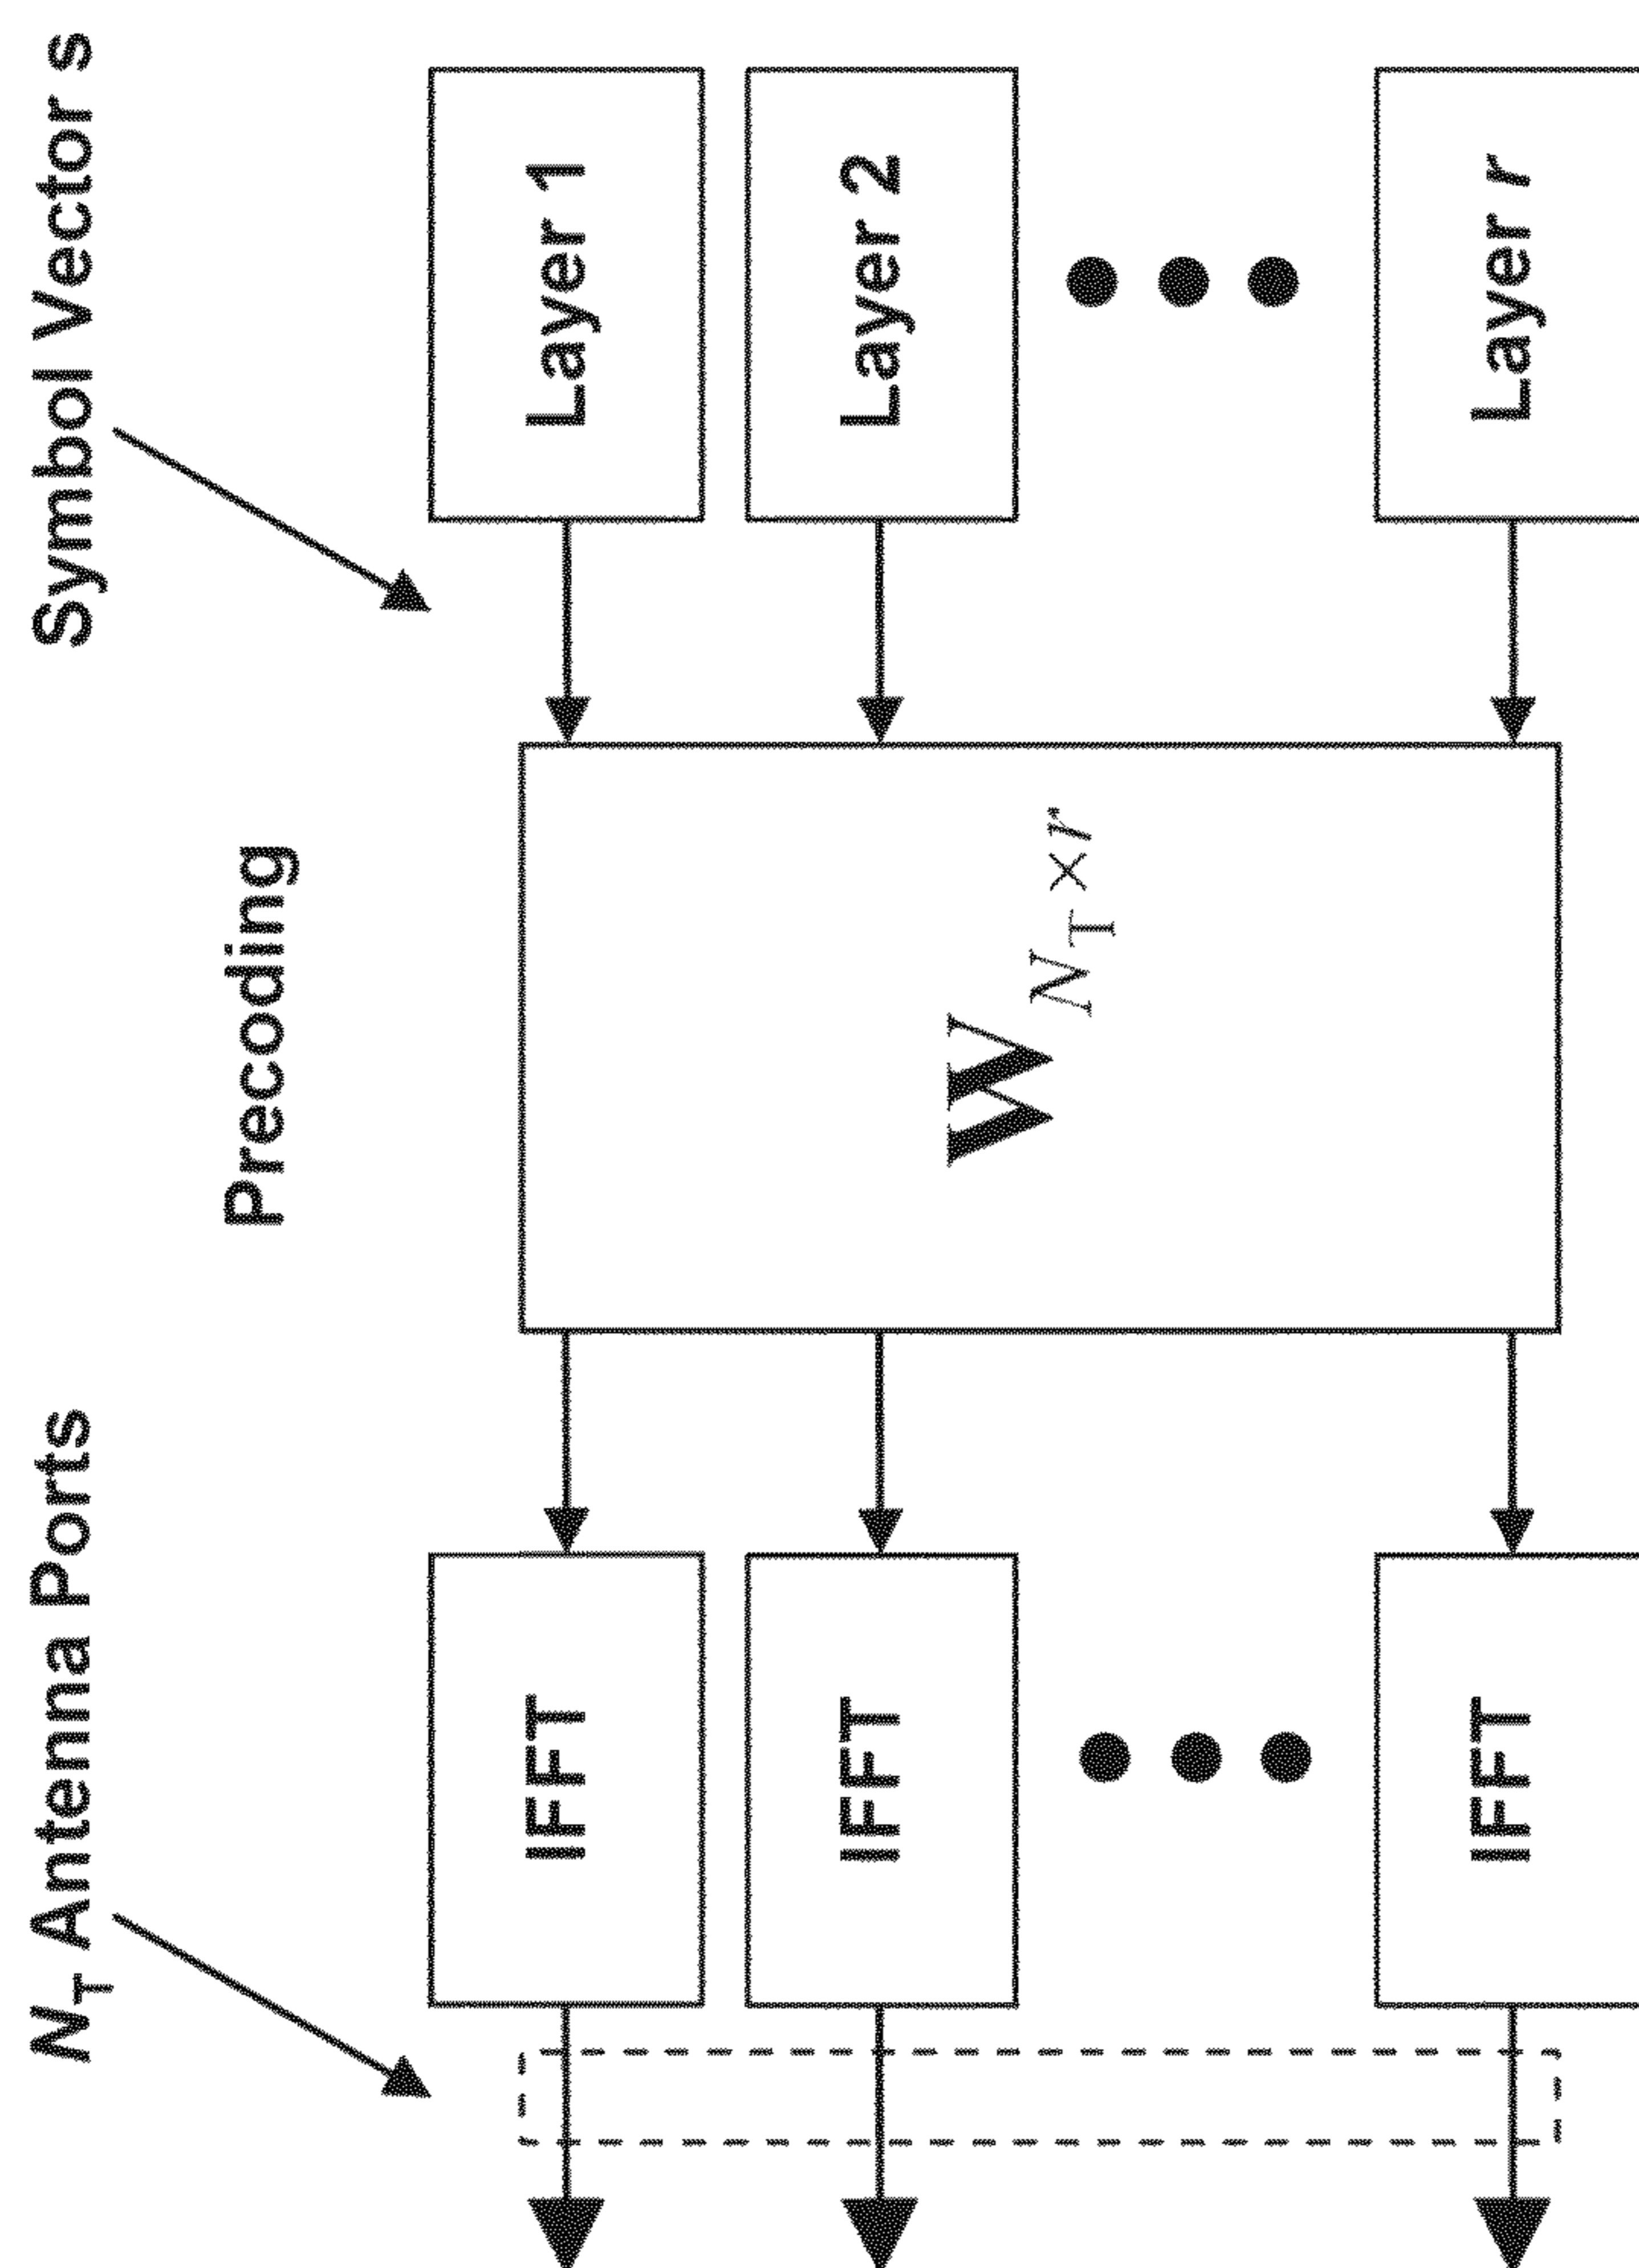 N_T Antenna Ports
Precoding
Symbol Vector s
IFFT
IFFT
IFFT
W_{N_T×r}
Layer 1
Layer 2
Layer r